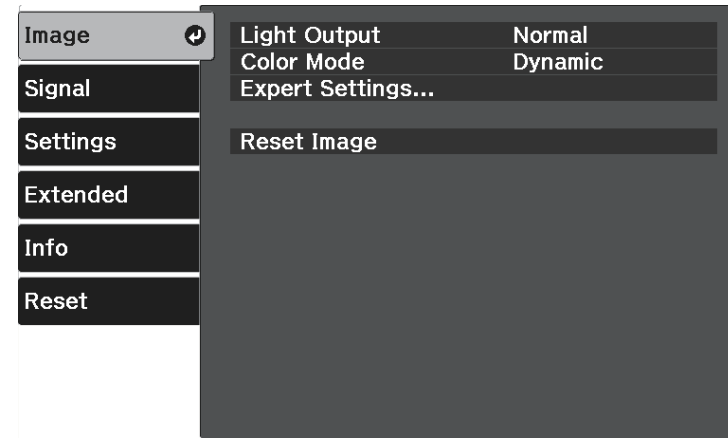 Image
Signal
Settings
Extended
Info
Reset
Light Output Normal
Color Mode Dynamic
Expert Settings...
Reset Image